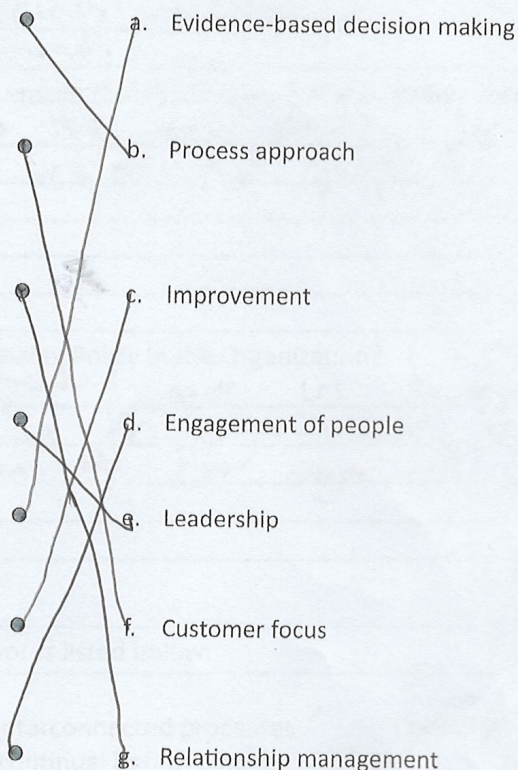 a. Evidence-based decision making
b. Process approach
c. Improvement
d. Engagement of people
e. Leadership
f. Customer focus
g. Relationship management